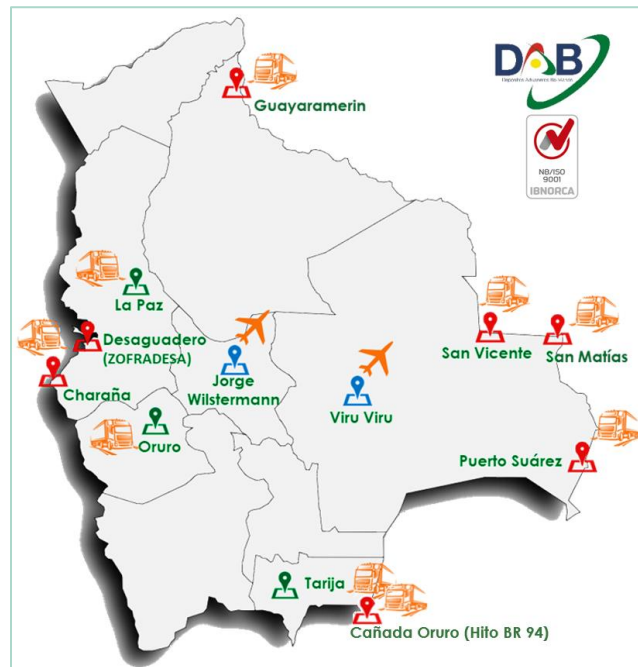 DAB
Guayaramerin
NB/ISO
9001
IBNORCA
La Paz
Desaguadero
(ZOFRADESA)
San Vicente
San Matías
Charaña
Jorge
Wilstermann
Viru Viru
Oruro
Puerto Suárez
Tarija
Cañada Oruro (Hito BR 94)